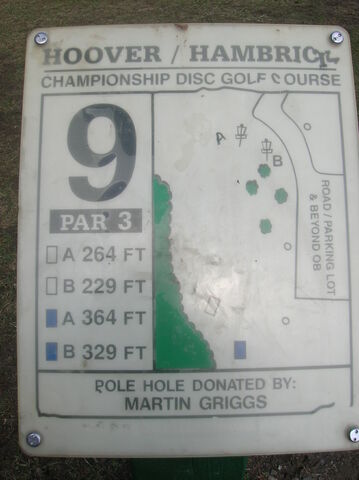 HOOVER / HAMBRICK
CHAMPIONSHIP DISC GOLF COURSE
9
PAR 3
A 264 FT
B 229 FT
A 364 FT
B 329 FT
A
B
ROAD / PARKING LOT
& BEYOND OB
POLE HOLE DONATED BY:
MARTIN GRIGGS